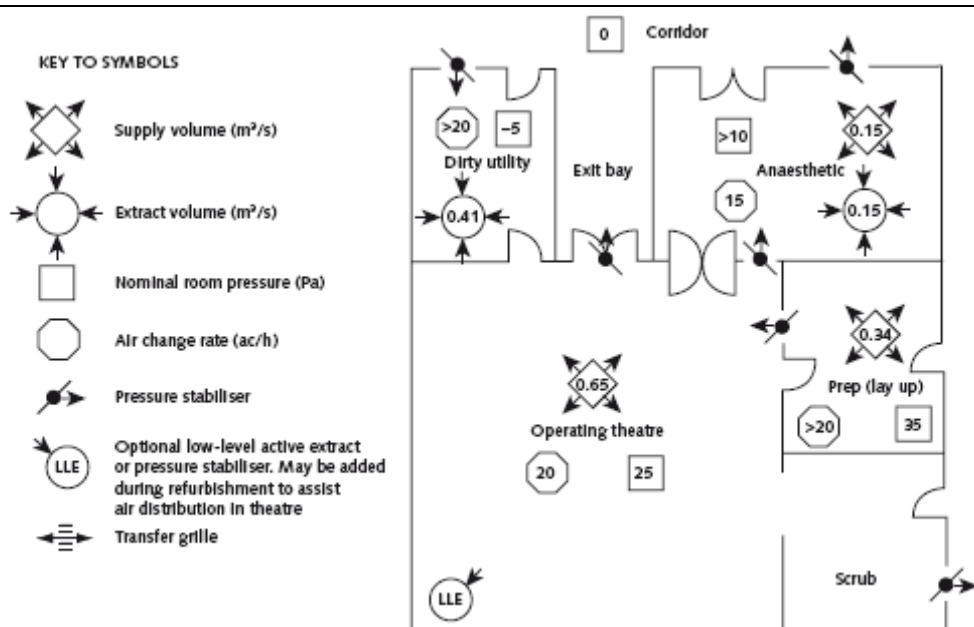 KEY TO SYMBOLS
Supply volume (m³/s)
Extract volume (m³/s)
Nominal room pressure (Pa)
Air change rate (ac/h)
Pressure stabiliser
LLE
Optional low-level active extract
or pressure stabiliser. May be added
during refurbishment to assist
air distribution in theatre
Transfer grille
0
Corridor
>20
−5
Dirty utility
0.41
Exit bay
>10
0.15
Anaesthetic
15
0.15
0.65
Operating theatre
20
25
0.34
Prep (lay up)
>20
35
Scrub
LLE